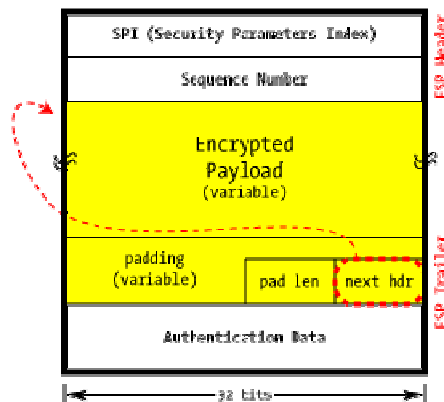 SPI (Security Parameters Index)
Sequence Number
ESP Header
Encrypted
Payload
(variable)
padding
(variable)
pad len
next hdr
ESP Trailer
Authentication Data
32 bits